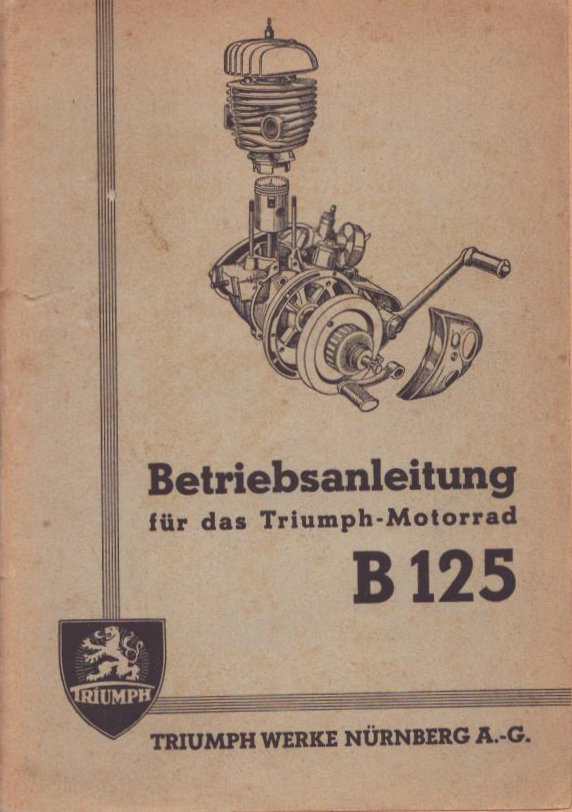 Betriebsanleitung
für das Triumph-Motorrad
B 125
TRIUMPH
TRIUMPH WERKE NÜRNBERG A.-G.